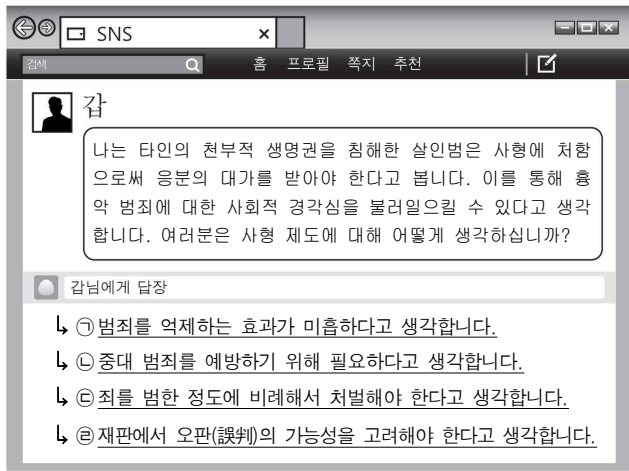 SNS
검색
홈 프로필 쪽지 추천
갑
나는 타인의 천부적 생명권을 침해한 살인범은 사형에 처함
으로써 응분의 대가를 받아야 한다고 봅니다. 이를 통해 흉
악 범죄에 대한 사회적 경각심을 불러일으킬 수 있다고 생각
합니다. 여러분은 사형 제도에 대해 어떻게 생각하십니까?
갑님에게 답장
㉠ 범죄를 억제하는 효과가 미흡하다고 생각합니다.
㉡ 중대 범죄를 예방하기 위해 필요하다고 생각합니다.
㉢ 죄를 범한 정도에 비례해서 처벌해야 한다고 생각합니다.
㉣ 재판에서 오판(誤判)의 가능성을 고려해야 한다고 생각합니다.